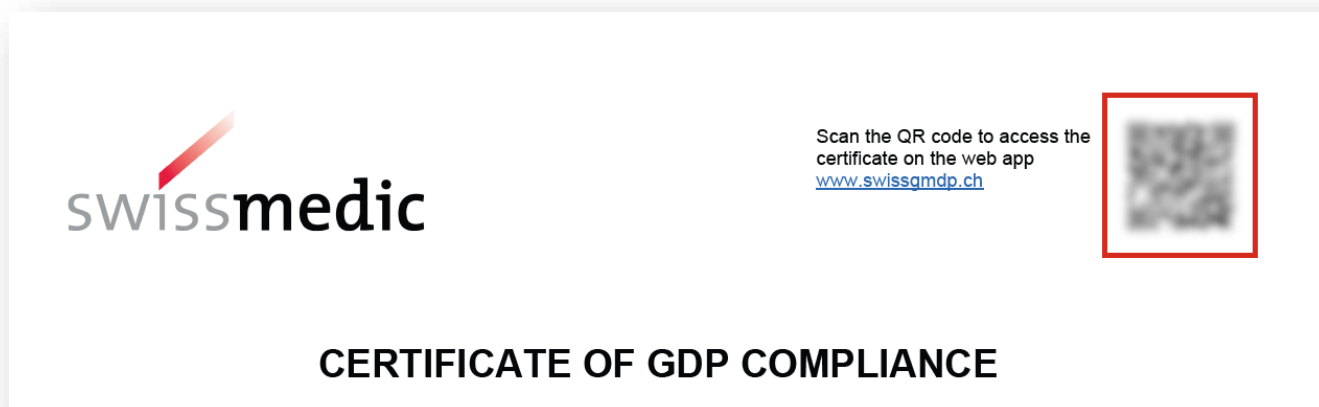 swissmedic
Scan the QR code to access the
certificate on the web app
www.swissgmdp.ch
CERTIFICATE OF GDP COMPLIANCE